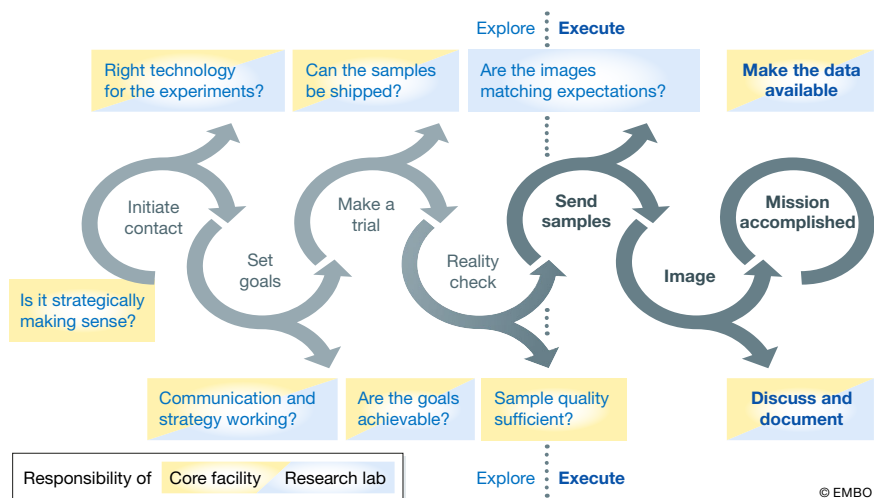 Explore Execute
Right technology
for the experiments?
Can the samples
be shipped?
Are the images
matching expectations?
Make the data
available
Initiate
contact
Set
goals
Make a
trial
Reality
check
Send
samples
Image
Mission
accomplished
Is it strategically
making sense?
Communication and
strategy working?
Are the goals
achievable?
Sample quality
sufficient?
Discuss and
document
Responsibility of Core facility Research lab
Explore Execute
© EMBO